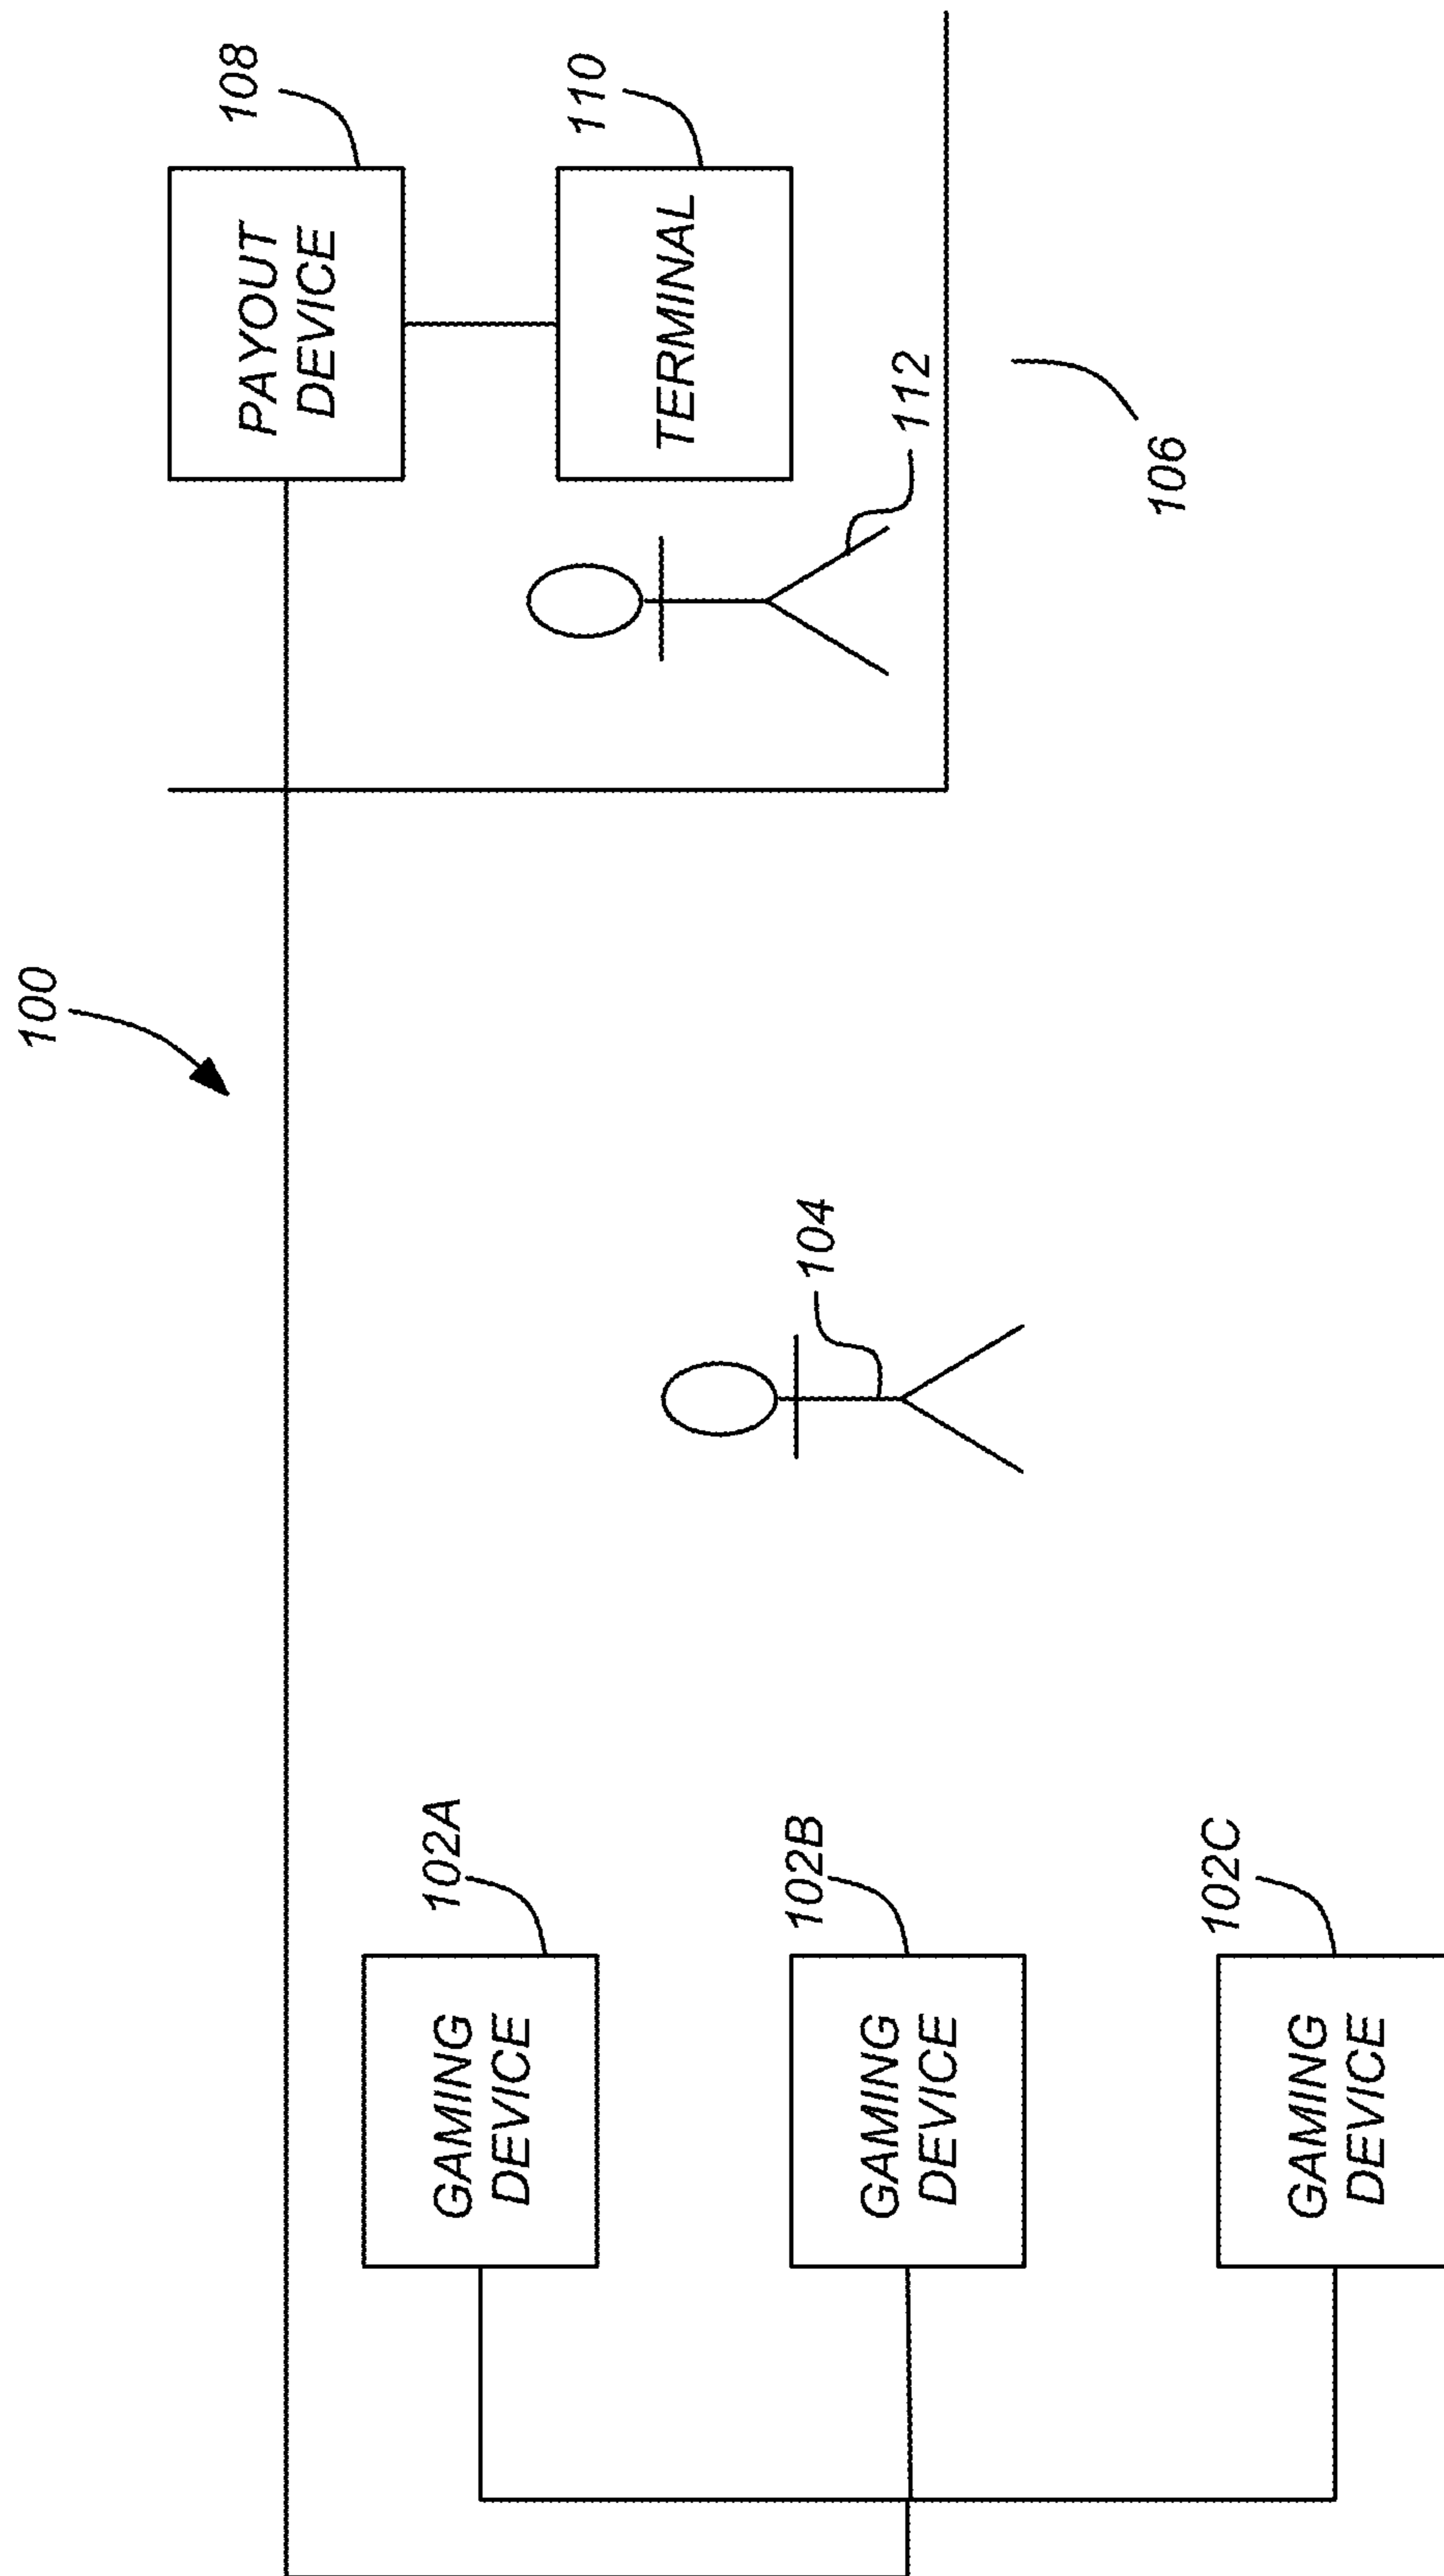 100
102A
GAMING
DEVICE
102B
GAMING
DEVICE
102C
GAMING
DEVICE
104
108
PAYOUT
DEVICE
110
TERMINAL
112
106